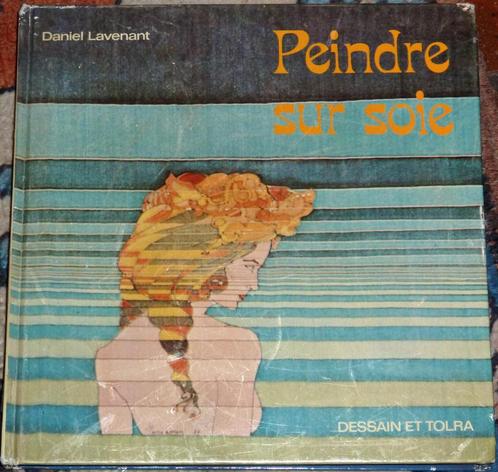 Daniel Lavenant
Peindre
sur soie
DESSAIN ET TOLRA